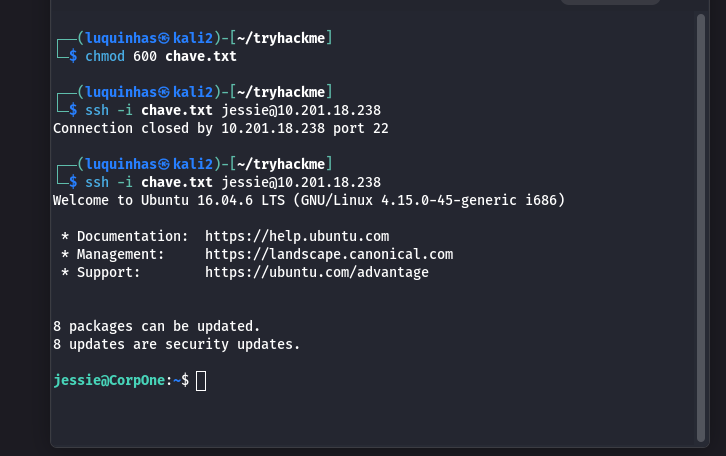 ┌──(luquinhas㉿kali2)-[~/tryhackme]
└─$ chmod 600 chave.txt
┌──(luquinhas㉿kali2)-[~/tryhackme]
└─$ ssh -i chave.txt jessie@10.201.18.238
Connection closed by 10.201.18.238 port 22
┌──(luquinhas㉿kali2)-[~/tryhackme]
└─$ ssh -i chave.txt jessie@10.201.18.238
Welcome to Ubuntu 16.04.6 LTS (GNU/Linux 4.15.0-45-generic i686)
* Documentation:  https://help.ubuntu.com
* Management:     https://landscape.canonical.com
* Support:        https://ubuntu.com/advantage
8 packages can be updated.
8 updates are security updates.
jessie@CorpOne:~$